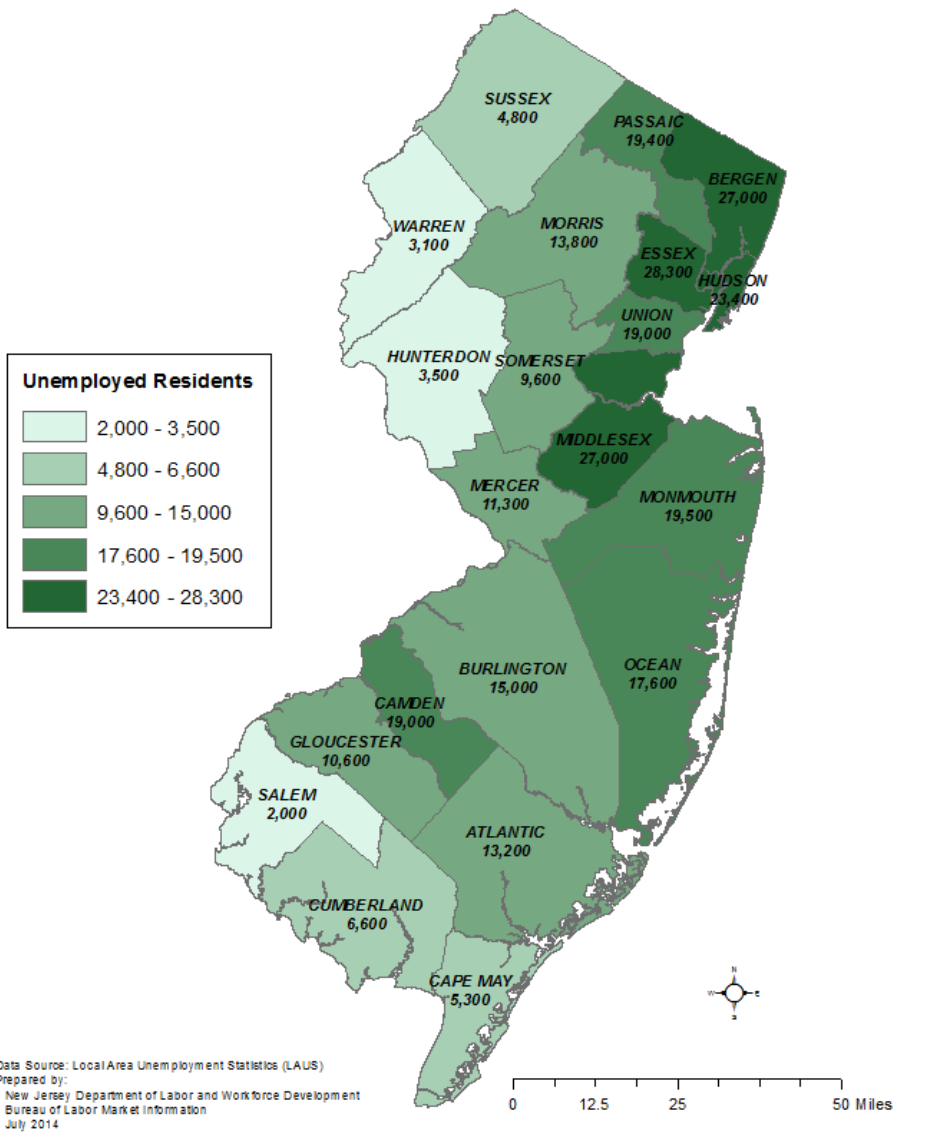 SUSSEX
4,800
PASSAIC
19,400
BERGEN
27,000
WARREN
3,100
MORRIS
13,800
ESSEX
28,300
HUDSON
23,400
UNION
19,000
HUNTERDON
3,500
SOMERSET
9,600
Unemployed Residents
2,000 - 3,500
4,800 - 6,600
9,600 - 15,000
17,600 - 19,500
23,400 - 28,300
MIDDLESEX
27,000
MERCER
11,300
MONMOUTH
19,500
BURLINGTON
15,000
OCEAN
17,600
CAMDEN
19,000
GLOUCESTER
10,600
SALEM
2,000
ATLANTIC
13,200
CUMBERLAND
6,600
CAPE MAY
5,300
N
W E
S
Data Source: Local Area Unemployment Statistics (LAUS)
Prepared by:
New Jersey Department of Labor and Workforce Development
Bureau of Labor Market Information
July 2014
0 12.5 25 50 Miles